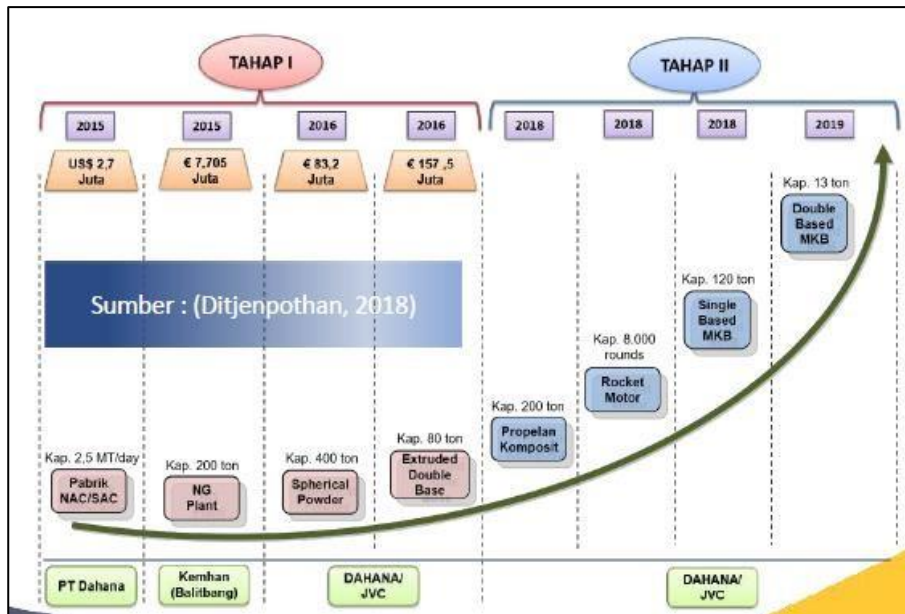 TAHAP I
TAHAP II
2015
2015
2016
2016
2018
2018
2018
2019
US$ 2,7
Juta
€ 7,705
Juta
€ 83,2
Juta
€ 157 ,5
Juta
Kap. 13 ton
Double
Based
MKB
Sumber : (Ditjenpothan, 2018)
Kap. 120 ton
Single
Based
MKB
Kap. 8.000
rounds
Rocket
Motor
Kap. 200 ton
Propelan
Komposit
Kap. 80 ton
Extruded
Double
Base
Kap. 2,5 MT/day
Pabrik
NAC/SAC
Kap. 200 ton
NG
Plant
Kap. 400 ton
Spherical
Powder
PT Dahana
Kemhan
(Balitbang)
DAHANA/
JVC
DAHANA/
JVC